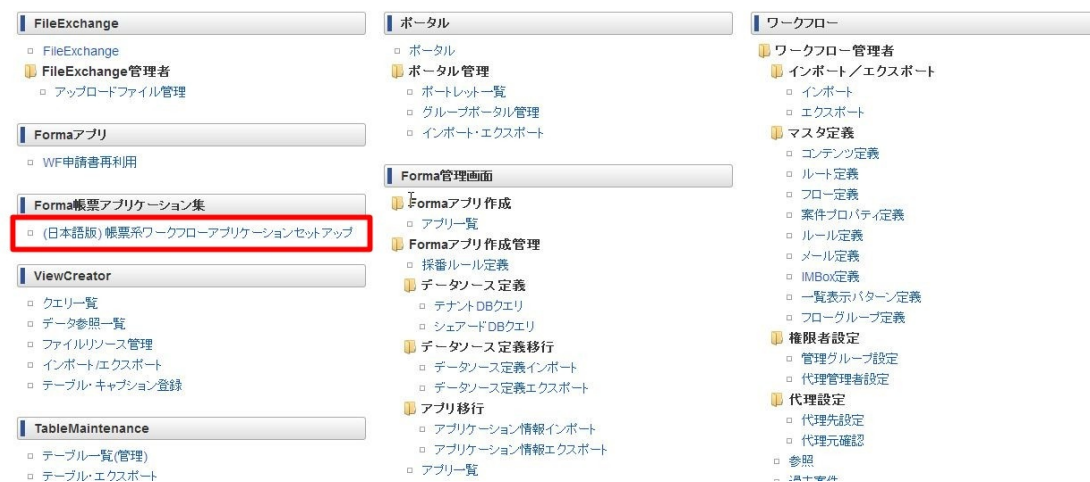 FileExchange
FileExchange
FileExchange管理者
アップロードファイル管理
Formaアプリ
WF申請書再利用
Forma帳票アプリケーション集
(日本語版) 帳票系ワークフローアプリケーションセットアップ
ViewCreator
クエリ一覧
データ参照一覧
ファイルリソース管理
インポート/エクスポート
テーブル・キャプション登録
TableMaintenance
テーブル一覧(管理)
テーブル・エクスポート
ポータル
ポータル
ポータル管理
ポートレット一覧
グループポータル管理
インポート・エクスポート
Forma管理画面
Formaアプリ作成
アプリ一覧
Formaアプリ作成管理
採番ルール定義
データソース定義
テナントDBクエリ
シェアードDBクエリ
データソース定義移行
データソース定義インポート
データソース定義エクスポート
アプリ移行
アプリケーション情報インポート
アプリケーション情報エクスポート
アプリ一覧
ワークフロー
ワークフロー管理者
インポート／エクスポート
インポート
エクスポート
マスタ定義
コンテンツ定義
ルート定義
フロー定義
案件プロパティ定義
ルール定義
メール定義
IMBox定義
一覧表示パターン定義
フローグループ定義
権限者設定
管理グループ設定
代理管理者設定
代理設定
代理先設定
代理元確認
参照
過去案件